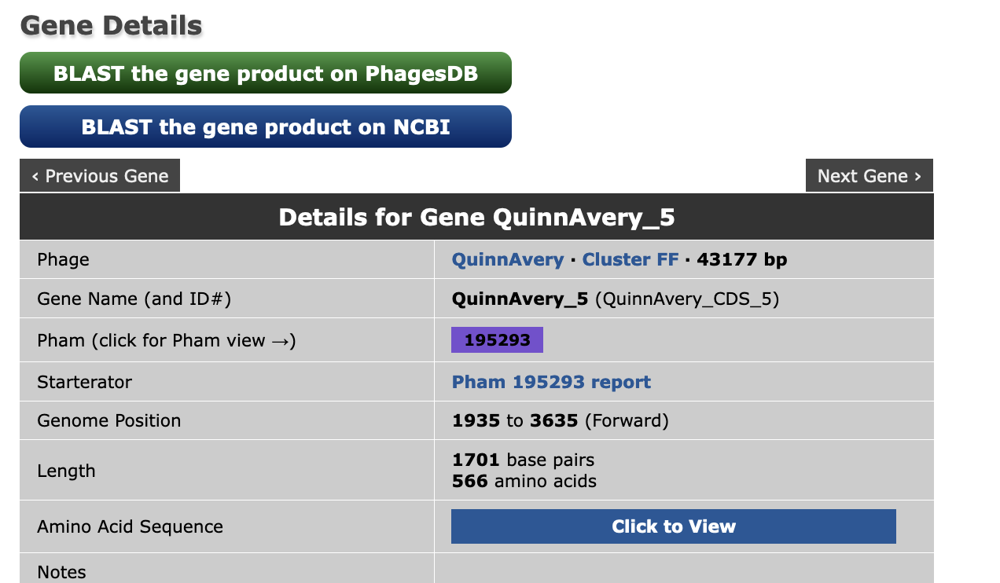 Gene Details
BLAST the gene product on PhagesDB
BLAST the gene product on NCBI
‹ Previous Gene
Next Gene ›
Details for Gene QuinnAvery_5
Phage
QuinnAvery · Cluster FF · 43177 bp
Gene Name (and ID#)
QuinnAvery_5 (QuinnAvery_CDS_5)
Pham (click for Pham view →)
195293
Starterator
Pham 195293 report
Genome Position
1935 to 3635 (Forward)
Length
1701 base pairs
566 amino acids
Amino Acid Sequence
Click to View
Notes